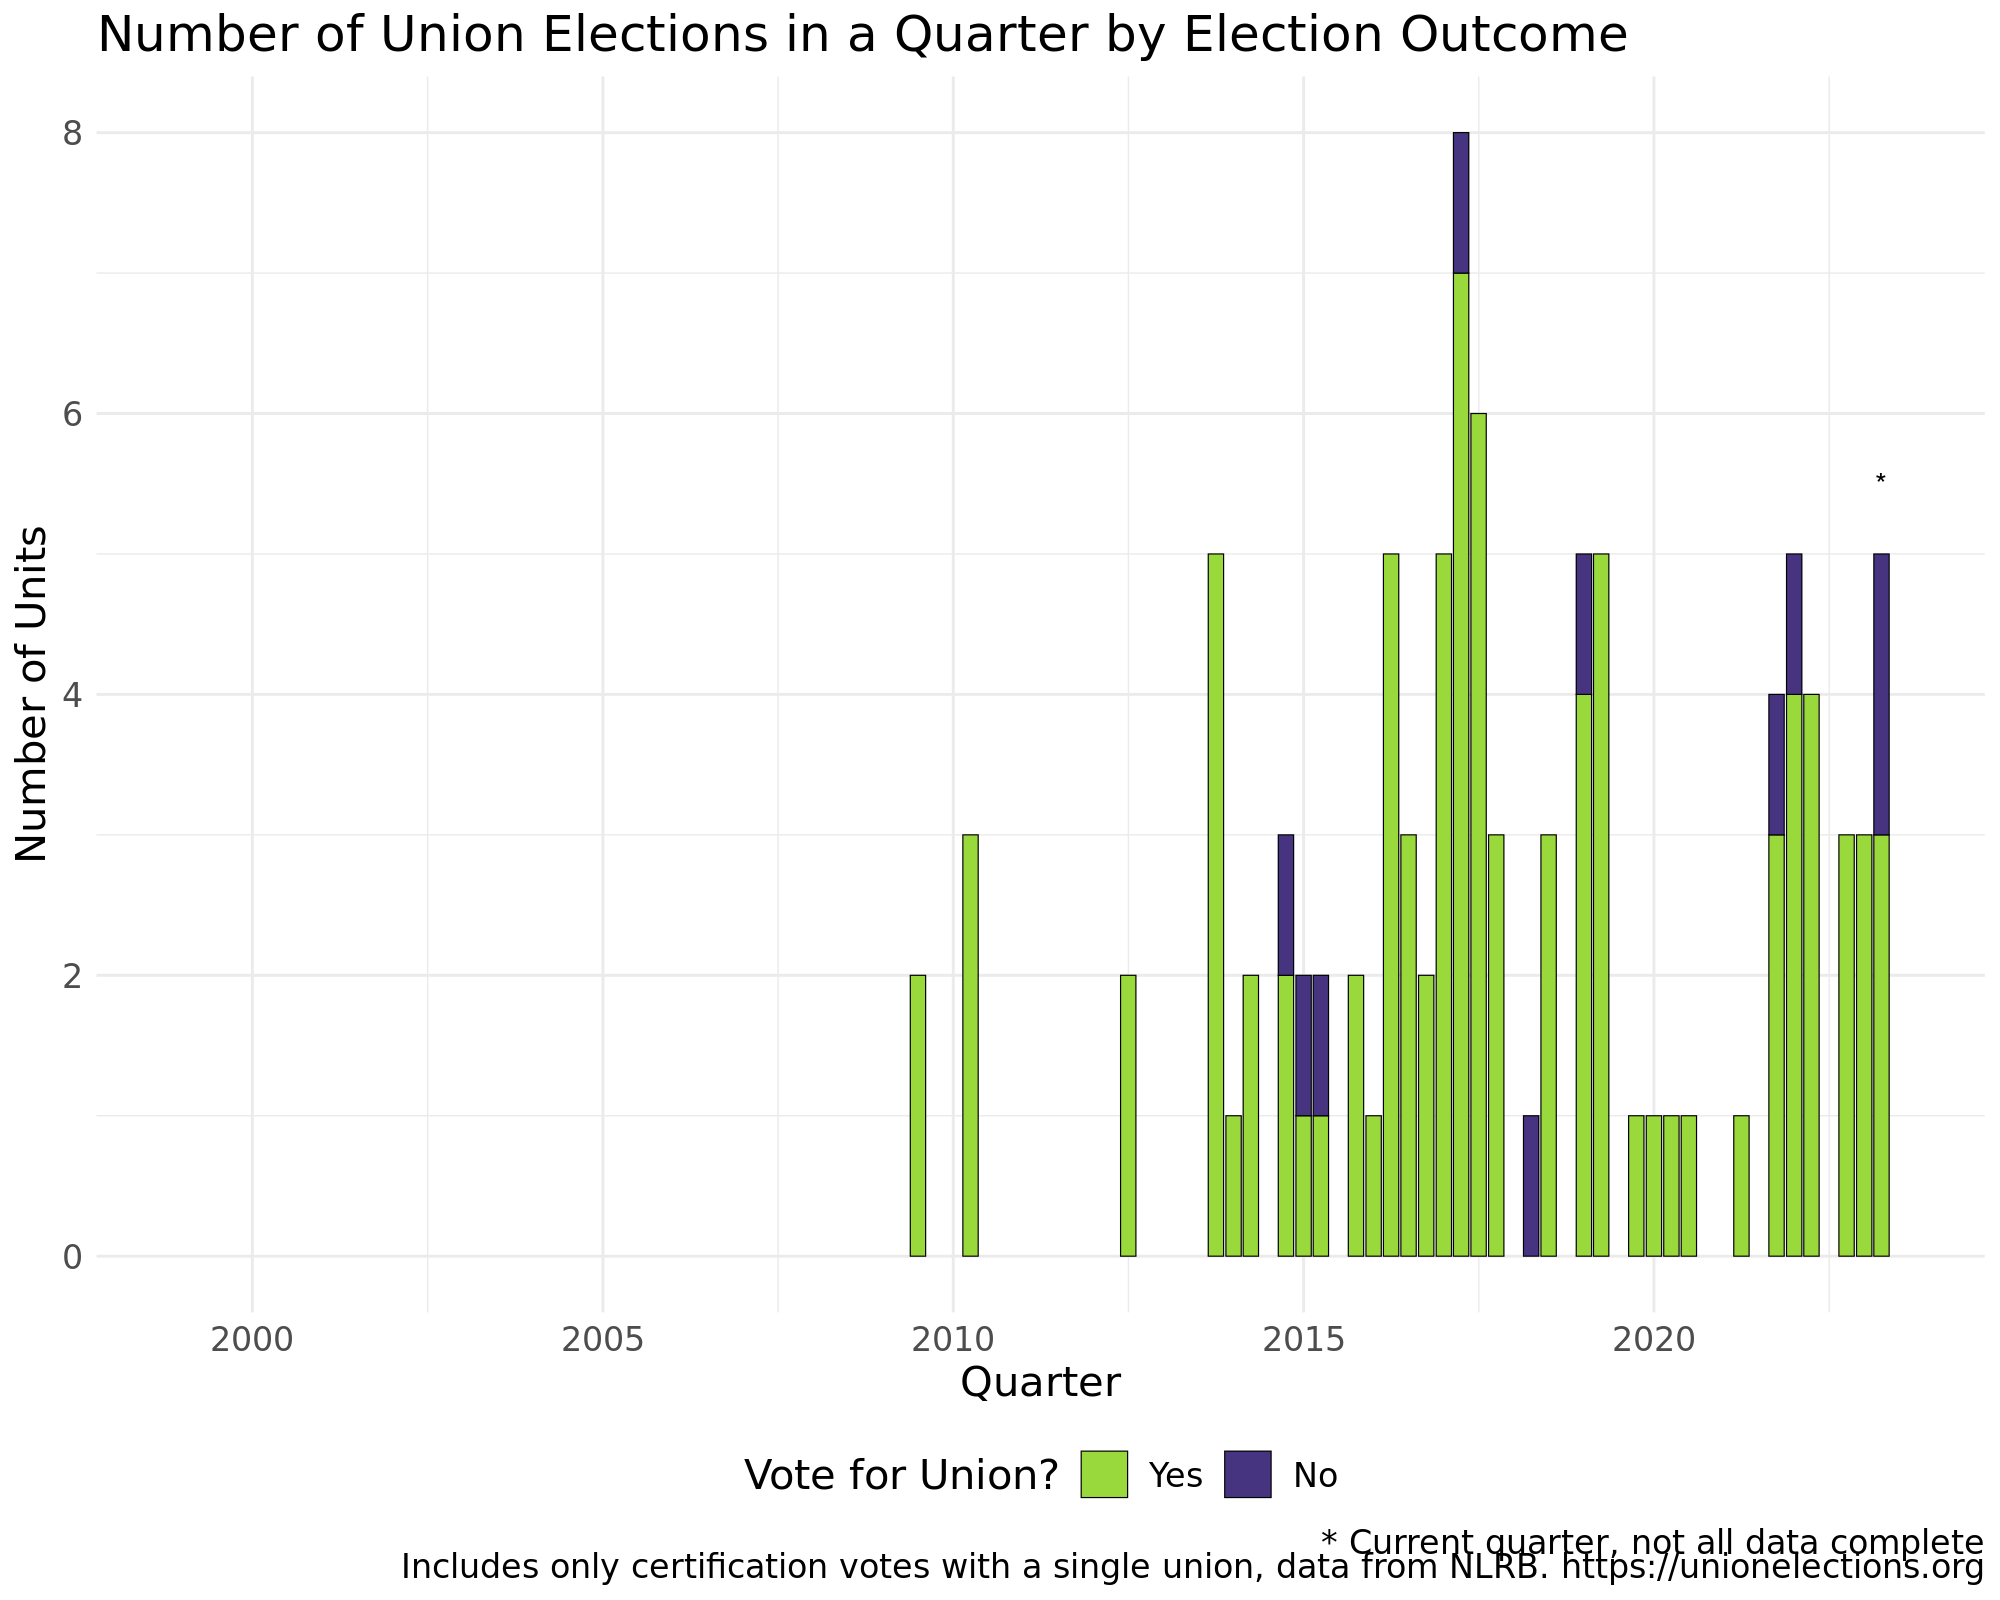 Number of Union Elections in a Quarter by Election Outcome
8
6
4
2
0
*
Number of Units
2000 2005 2010 2015 2020
Quarter
Vote for Union? Yes No
* Current quarter, not all data complete
Includes only certification votes with a single union, data from NLRB. https://unionelections.org